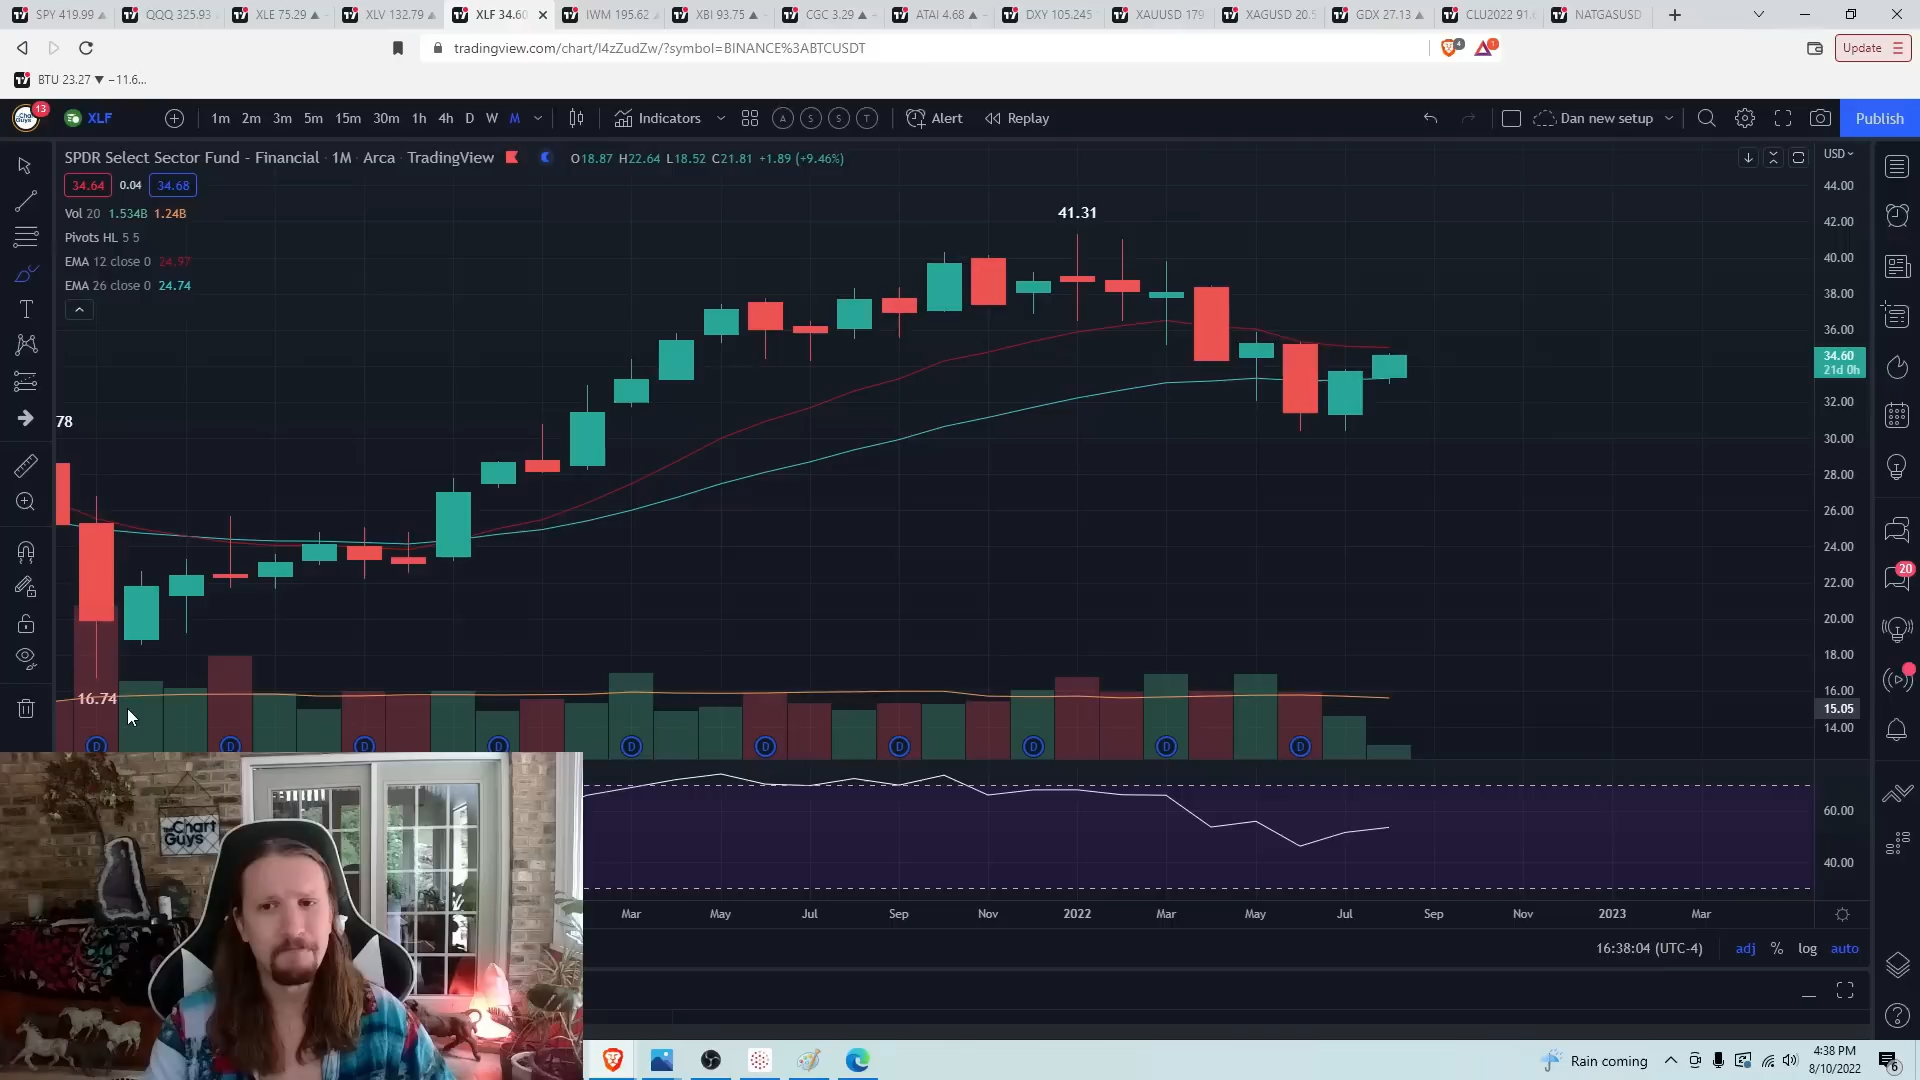 SPY 419.99
QQQ 325.93
XLE 75.29 ▲ –
XLV 132.79 ▲
XLF 34.60
IWM 195.62
XBI 93.75 ▲ –
CGC 3.29 ▲ –
ATAI 4.68 ▲ –
DXY 105.245
XAUUSD 179
XAGUSD 20.5
GDX 27.13 ▲
CLU2022 91.
NATGASUSD
tradingview.com/chart/I4zZudZw/?symbol=BINANCE%3ABTCUSDT
4
1
Update
BTU 23.27 ▼ −11.6...
13
XLF
1m 2m 3m 5m 15m 30m 1h 4h D W M
Indicators
A S S T
Alert
Replay
Dan new setup
Publish
SPDR Select Sector Fund - Financial · 1M · Arca · TradingView
O18.87 H22.64 L18.52 C21.81 +1.89 (+9.46%)
USD
34.64 0.04 34.68
Vol 20 1.534B 1.24B
Pivots HL 5 5
EMA 12 close 0 24.97
EMA 26 close 0 24.74
41.31
78
16.74
44.00
42.00
40.00
38.00
36.00
34.60
21d 0h
32.00
30.00
28.00
26.00
24.00
22.00
20.00
18.00
16.00
15.05
14.00
20
D D D D D D D D D D
60.00
40.00
Mar May Jul Sep Nov 2022 Mar May Jul Sep Nov 2023 Mar
16:38:04 (UTC-4)
adj % log auto
The Chart Guys
Rain coming
4:38 PM
8/10/2022
6